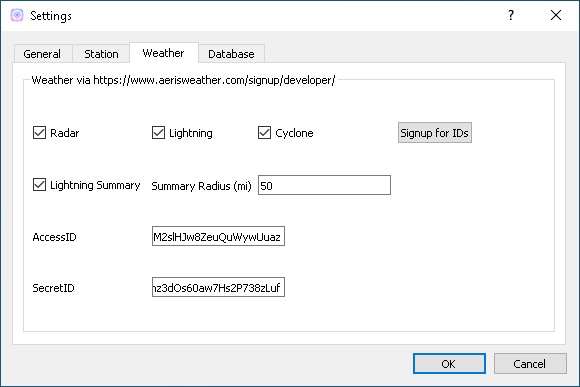 Settings
?
General Station Weather Database
Weather via https://www.aerisweather.com/signup/developer/
Radar Lightning Cyclone Signup for IDs
Lightning Summary Summary Radius (mi) 50
AccessID M2slHJw8ZeuQuWywUuaz
SecretID nz3dOs60aw7Hs2P738zLuf
OK Cancel